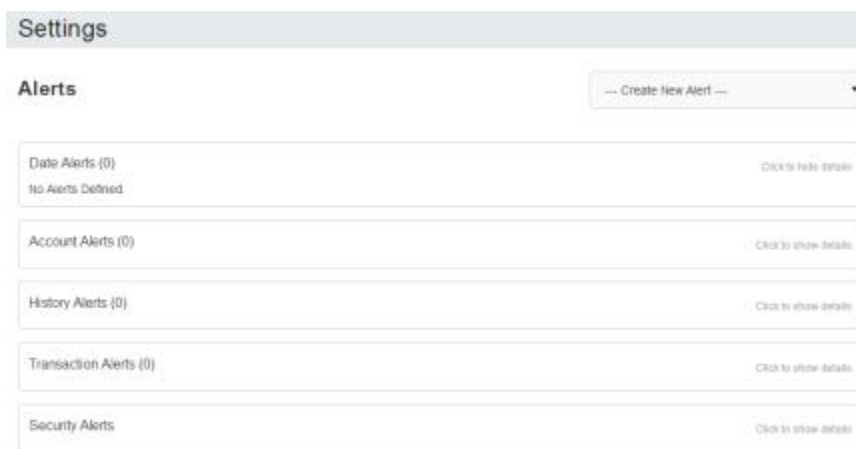 Settings
Alerts
--- Create New Alert ---
Date Alerts (0)
Click to hide details
No Alerts Defined
Account Alerts (0)
Click to show details
History Alerts (0)
Click to show details
Transaction Alerts (0)
Click to show details
Security Alerts
Click to show details